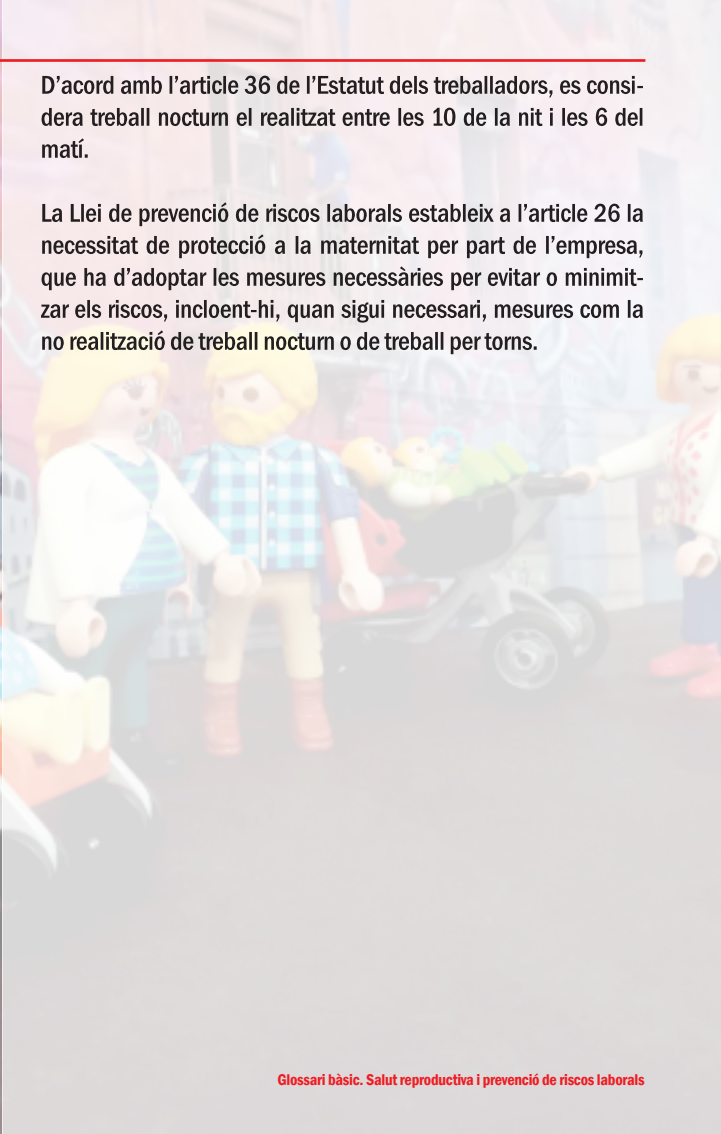 D’acord amb l’article 36 de l’Estatut dels treballadors, es consi-
dera treball nocturn el realitzat entre les 10 de la nit i les 6 del
matí.
La Llei de prevenció de riscos laborals estableix a l’article 26 la
necessitat de protecció a la maternitat per part de l’empresa,
que ha d’adoptar les mesures necessàries per evitar o minimit-
zar els riscos, incloent-hi, quan sigui necessari, mesures com la
no realització de treball nocturn o de treball per torns.
Glossari bàsic. Salut reproductiva i prevenció de riscos laborals